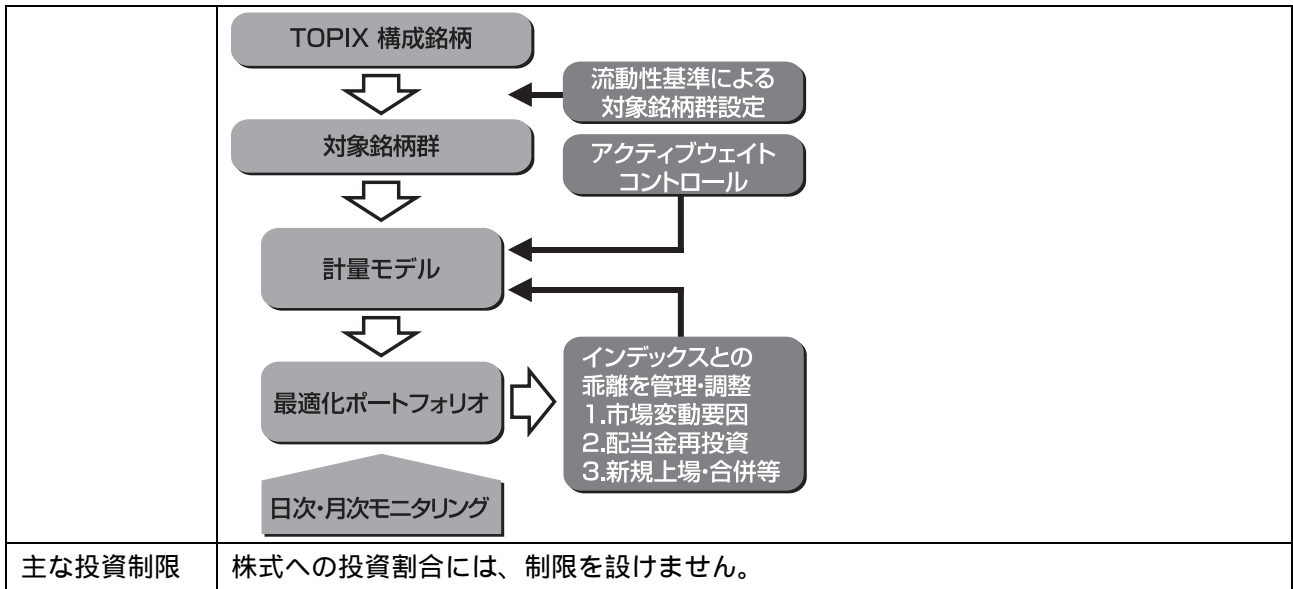 TOPIX 構成銘柄
流動性基準による
対象銘柄群設定
対象銘柄群
アクティブウェイト
コントロール
計量モデル
最適化ポートフォリオ
インデックスとの
乖離を管理・調整
1.市場変動要因
2.配当金再投資
3.新規上場・合併等
日次・月次モニタリング
主な投資制限 株式への投資割合には、制限を設けません。